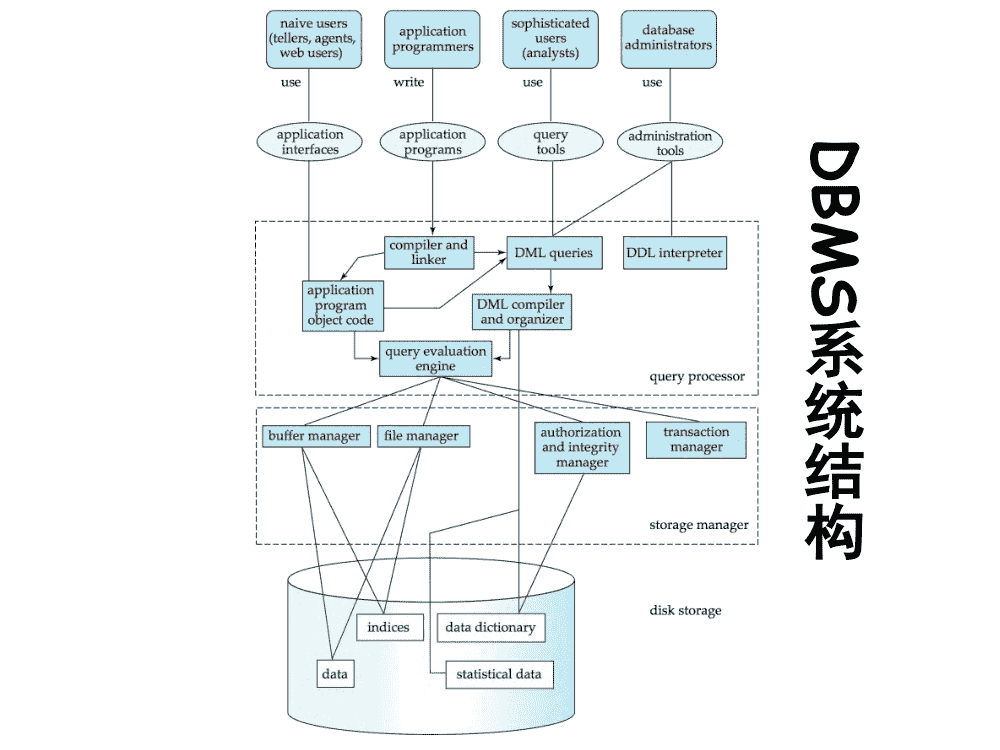 naive users
(tellers, agents,
web users)
application
programmers
sophisticated
users
(analysts)
database
administrators
use
write
use
use
application
interfaces
application
programs
query
tools
administration
tools
compiler and
linker
DML queries
DDL interpreter
application
program
object code
DML compiler
and organizer
query evaluation
engine
query processor
buffer manager
file manager
authorization
and integrity
manager
transaction
manager
storage manager
disk storage
indices
data dictionary
data
statistical data
DBMS系统结构